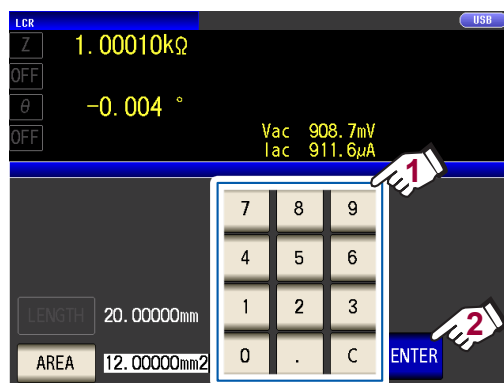 LCR USB
Z 1.00010kΩ
OFF
θ -0.004 °
OFF
Vac 908.7mV
Iac 911.6µA
1
7 8 9
4 5 6
1 2 3
0 . C
LENGTH 20.00000mm
2
AREA 12.00000mm2
ENTER